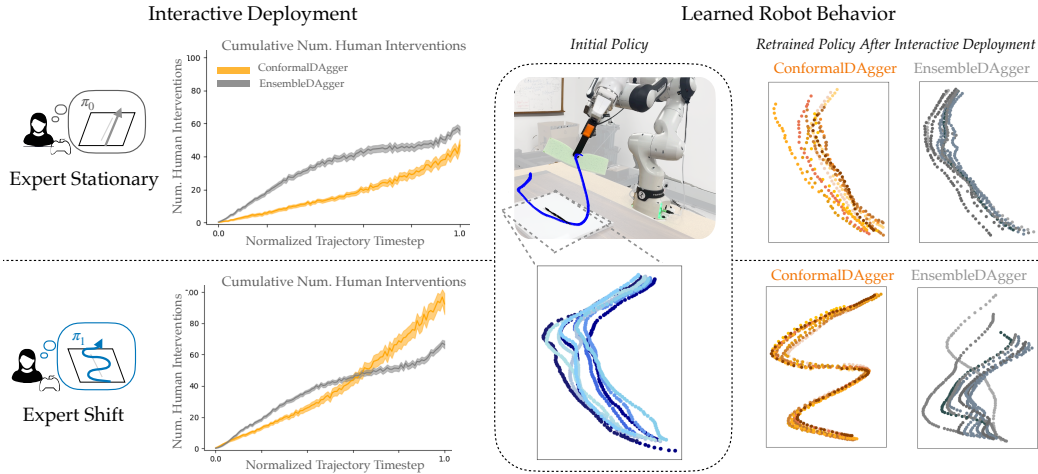 Interactive Deployment
Learned Robot Behavior
Cumulative Num. Human Interventions
ConformalDAgger
EnsembleDAgger
Num. Human Interventions
100
80
60
40
20
0
0.0
1.0
Normalized Trajectory Timestep
π0
Expert Stationary
Initial Policy
Retrained Policy After Interactive Deployment
ConformalDAgger
EnsembleDAgger
Cumulative Num. Human Interventions
Num. Human Interventions
100
80
60
40
20
0
0.0
1.0
Normalized Trajectory Timestep
π1
Expert Shift
ConformalDAgger
EnsembleDAgger